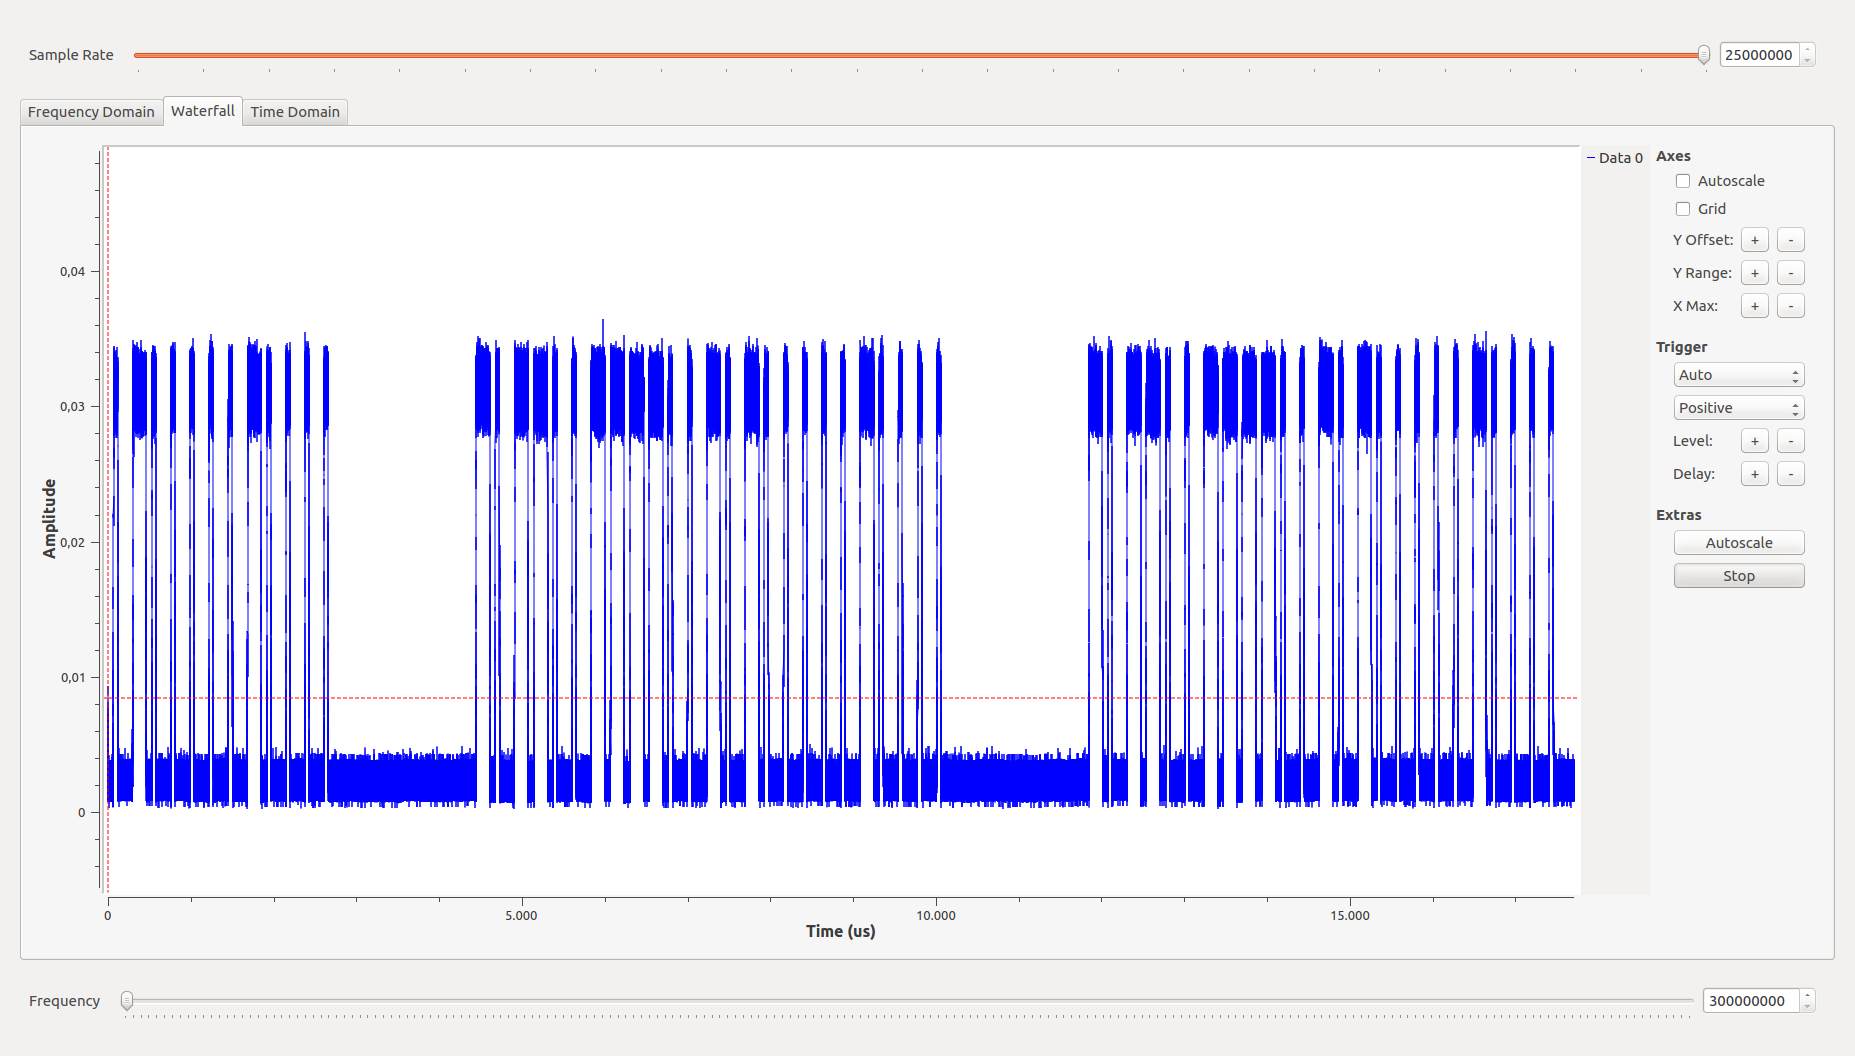 Sample Rate 25000000
Frequency Domain Waterfall Time Domain
Data 0
Axes
Autoscale
Grid
Y Offset: + -
Y Range: + -
X Max: + -
Trigger
Auto
Positive
Level: + -
Delay: + -
Extras
Autoscale
Stop
Amplitude
0,04
0,03
0,02
0,01
0
0 5.000 10.000 15.000
Time (us)
Frequency 300000000